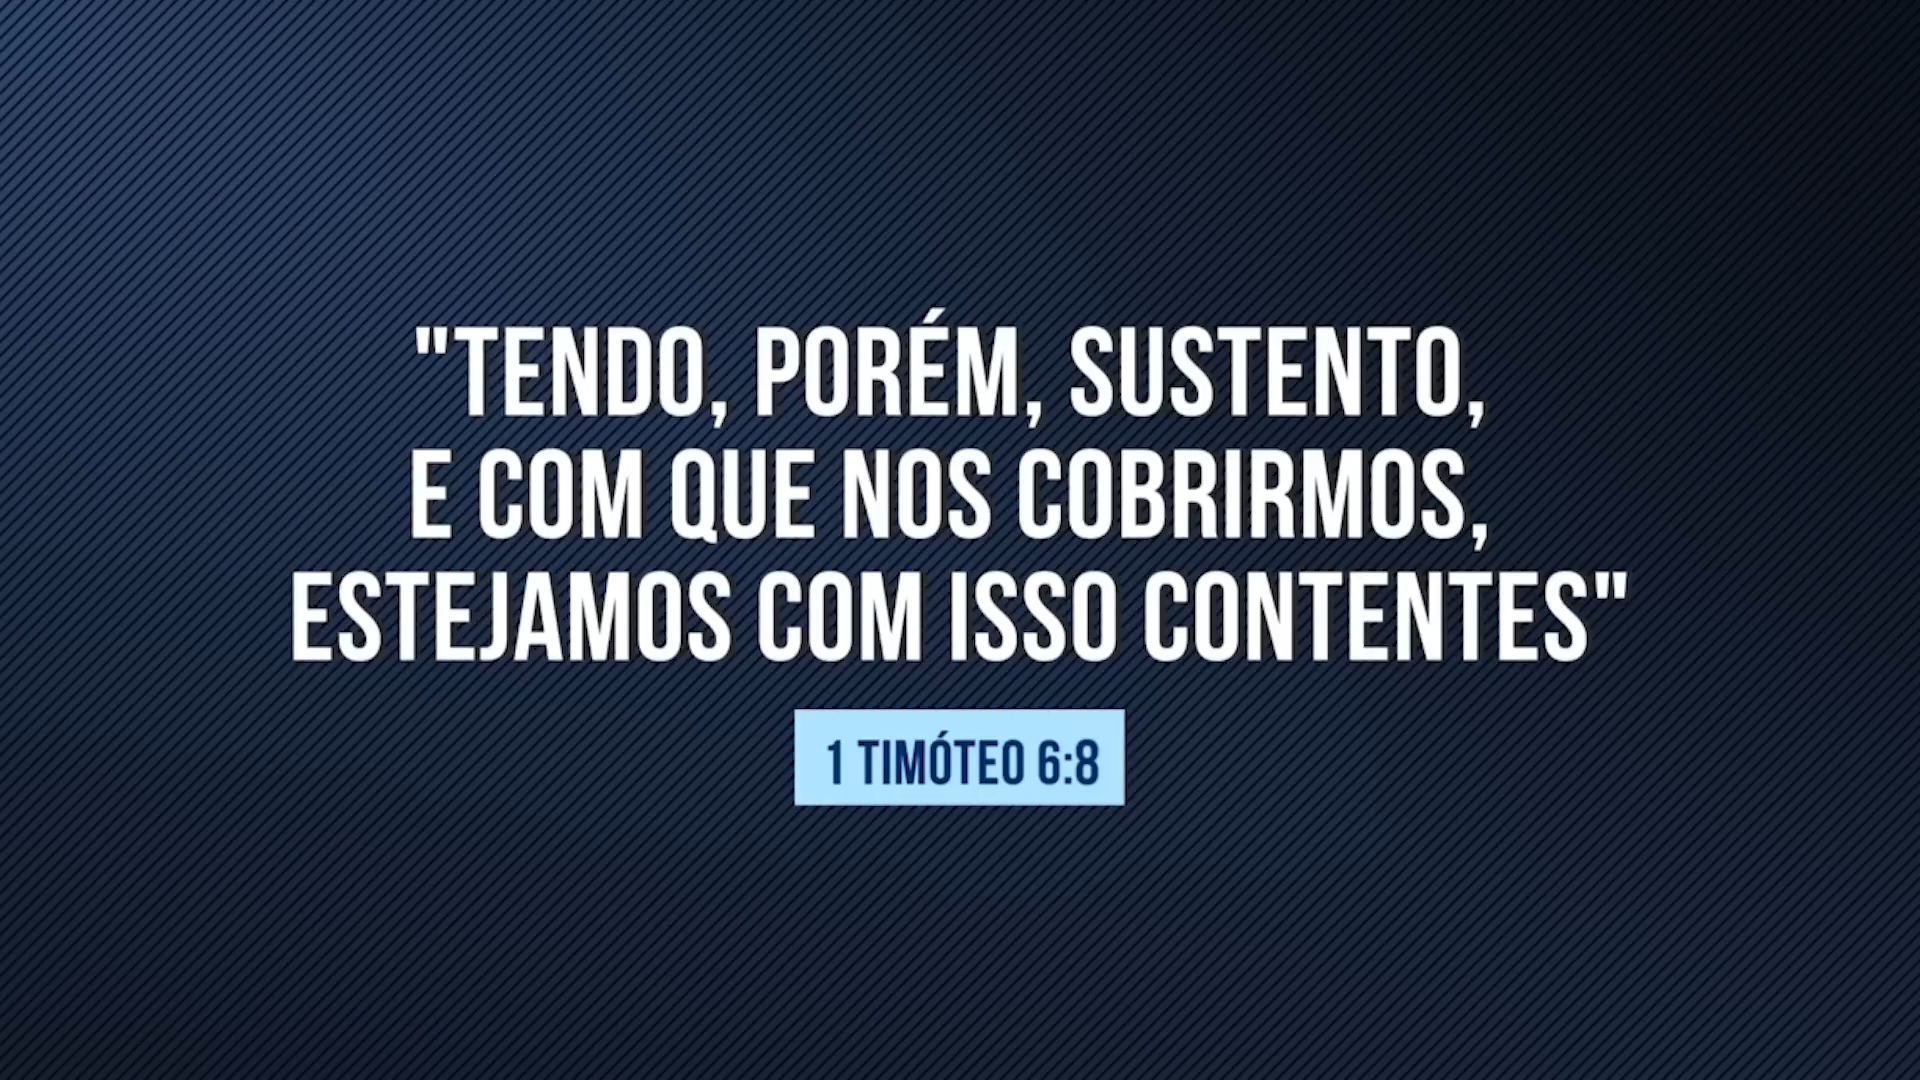 "TENDO, PORÉM, SUSTENTO,
E COM QUE NOS COBRIRMOS,
ESTEJAMOS COM ISSO CONTENTES"
1 TIMÓTEO 6:8